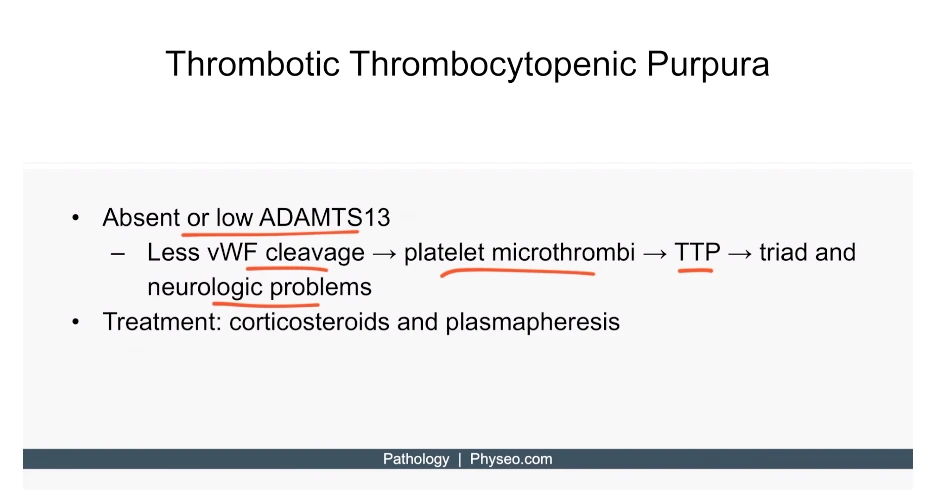 Thrombotic Thrombocytopenic Purpura
• Absent or low ADAMTS13
– Less vWF cleavage → platelet microthrombi → TTP → triad and
neurologic problems
• Treatment: corticosteroids and plasmapheresis
Pathology | Physeo.com